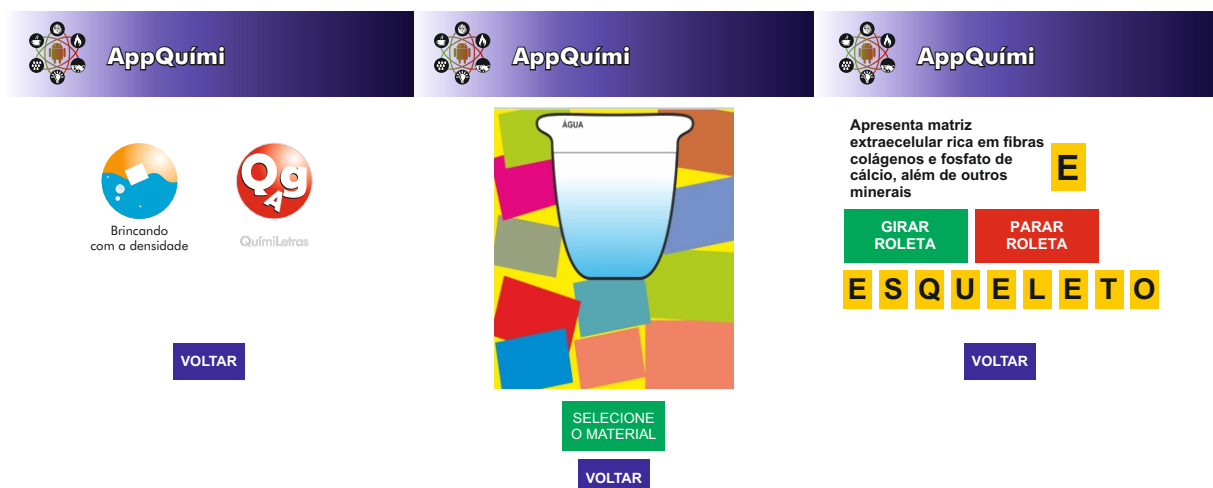 AppQuími
Q
g
A
Brincando
com a densidade
QuímiLetras
VOLTAR
AppQuími
ÁGUA
SELECIONE
O MATERIAL
VOLTAR
AppQuími
Apresenta matriz
extraecelular rica em fibras
colágenos e fosfato de
cálcio, além de outros
minerais
E
GIRAR
ROLETA
PARAR
ROLETA
E S Q U E L E T O
VOLTAR